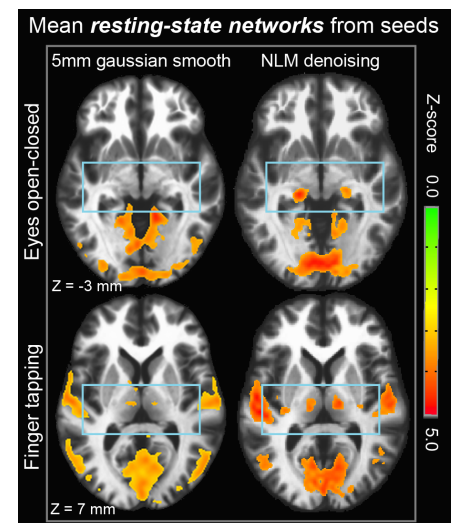 Mean resting-state networks from seeds
5mm gaussian smooth
NLM denoising
Eyes open-closed
Z = -3 mm
Finger tapping
Z = 7 mm
Z-score
0.0
5.0